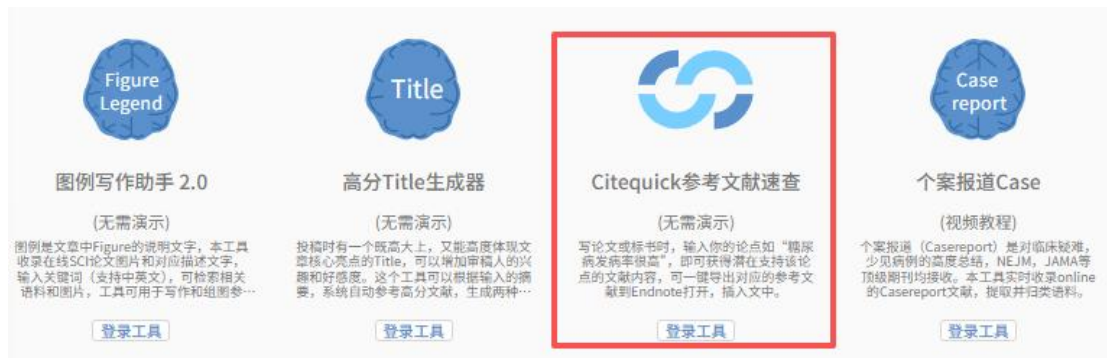 Figure
Legend
图例写作助手 2.0
(无需演示)
图例是文章中Figure的说明文字，本工具
收录在线SCI论文图片和对应描述文字，
输入关键词（支持中英文），可检索相关
语料和图片，工具可用于写作和组图参…
登录工具
Title
高分Title生成器
(无需演示)
投稿时有一个既高大上，又能高度体现文
章核心亮点的Title，可以增加审稿人的兴
趣和好感度。这个工具可以根据输入的摘
要，系统自动参考高分文献，生成两种…
登录工具
Citequick参考文献速查
(无需演示)
写论文或标书时，输入你的论点如“糖尿
病发病率很高”，即可获得潜在支持该论
点的文献内容，可一键导出对应的参考文
献到Endnote打开，插入文中。
登录工具
Case
report
个案报道Case
(视频教程)
个案报道（Casereport）是对临床疑难，
少见病例的高度总结，NEJM，JAMA等
顶级期刊均接收。本工具实时收录online
的Casereport文献，提取并归类语料。
登录工具